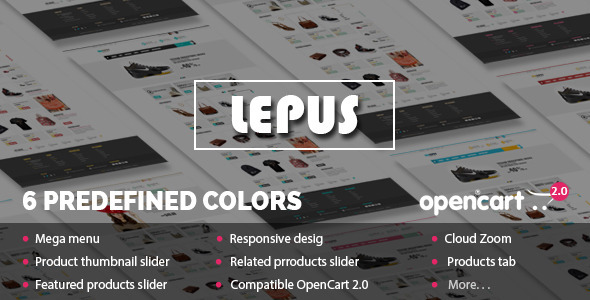 LEPUS
6 PREDEFINED COLORS
opencart 2.0
Mega menu
Responsive desig
Cloud Zoom
Product thumbnail slider
Related prroducts slider
Products tab
Featured products slider
Compatible OpenCart 2.0
More...